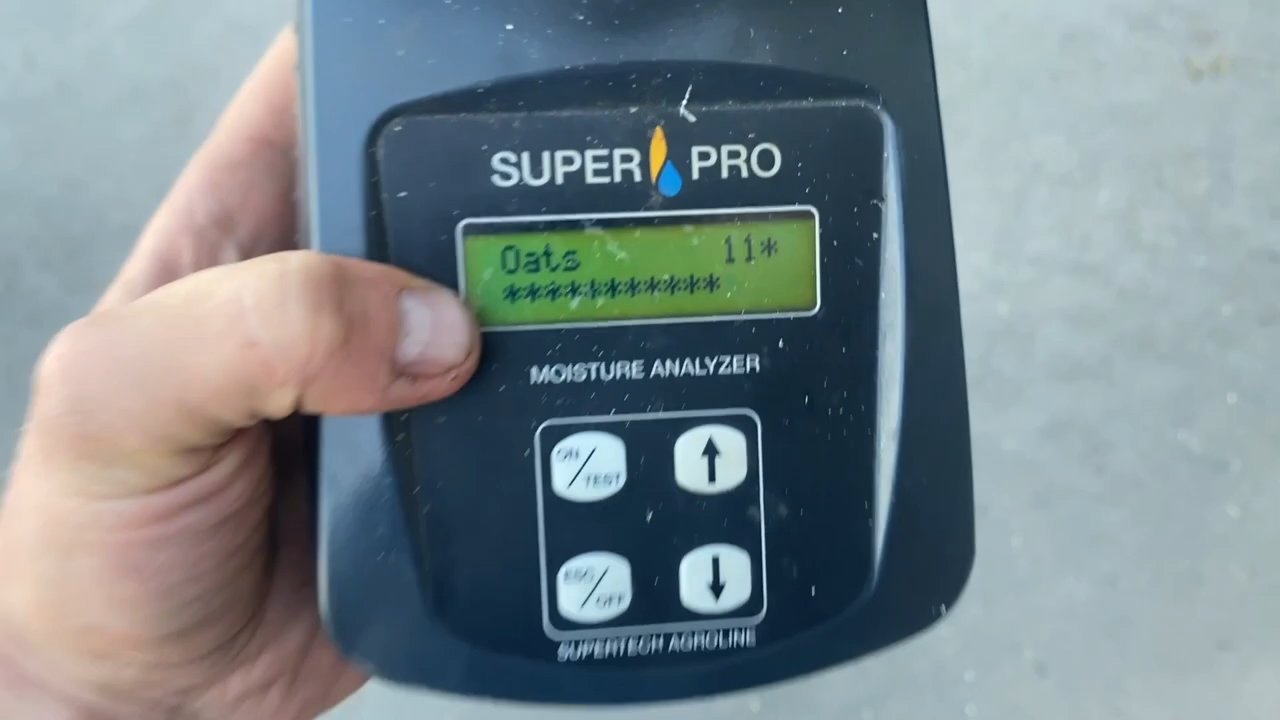 SUPER PRO
Oats 11*
***********
MOISTURE ANALYZER
ON/TEST
ESC/OFF
SUPERTECH AGROLINE